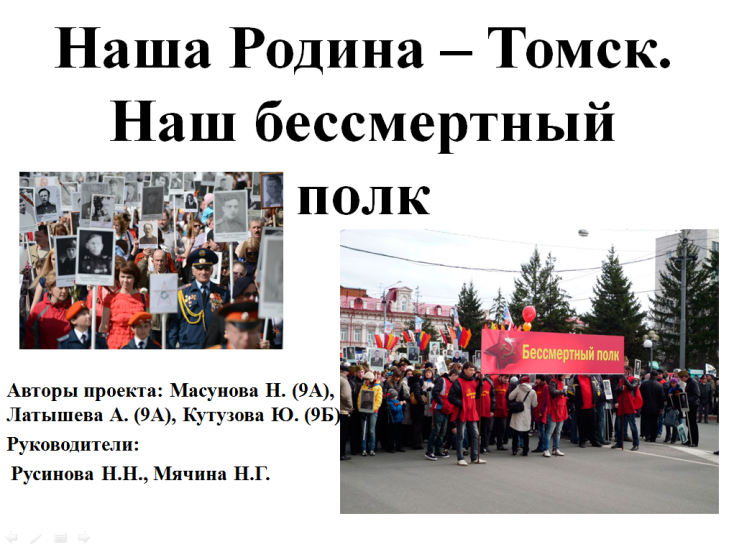 Наша Родина – Томск.
Наш бессмертный
полк
Бессмертный полк
Авторы проекта: Масунова Н. (9А),
Латышева А. (9А), Кутузова Ю. (9Б)
Руководители:
Русинова Н.Н., Мячина Н.Г.